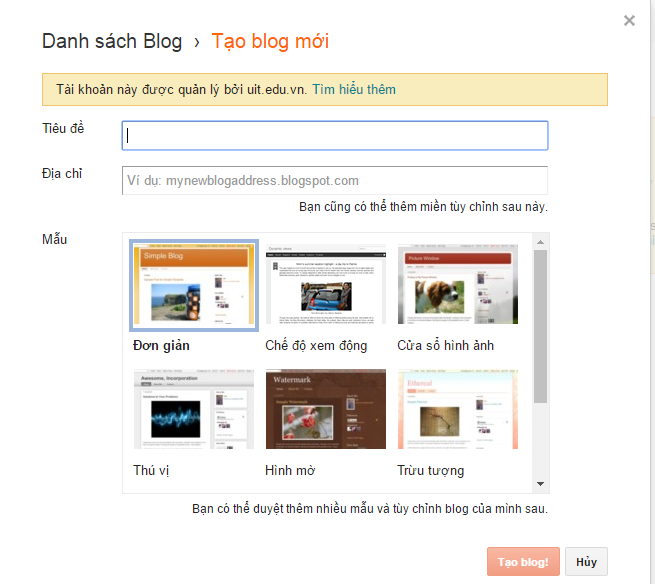 Danh sách Blog › Tạo blog mới
Tài khoản này được quản lý bởi uit.edu.vn. Tìm hiểu thêm
Tiêu đề
Địa chỉ
Ví dụ: mynewblogaddress.blogspot.com
Bạn cũng có thể thêm miền tùy chỉnh sau này.
Mẫu
Simple Blog
Dynamic views
Picture Window
Đơn giản
Chế độ xem động
Cửa sổ hình ảnh
Awesome, Incorporation
Watermark
Ethereal
Thú vị
Hình mờ
Trừu tượng
Bạn có thể duyệt thêm nhiều mẫu và tùy chỉnh blog của mình sau.
Tạo blog!
Hủy